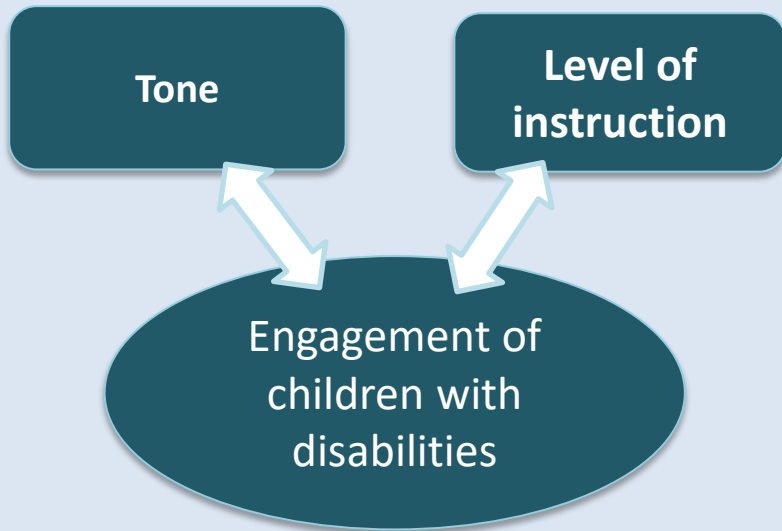 Tone
Level of
instruction
Engagement of
children with
disabilities